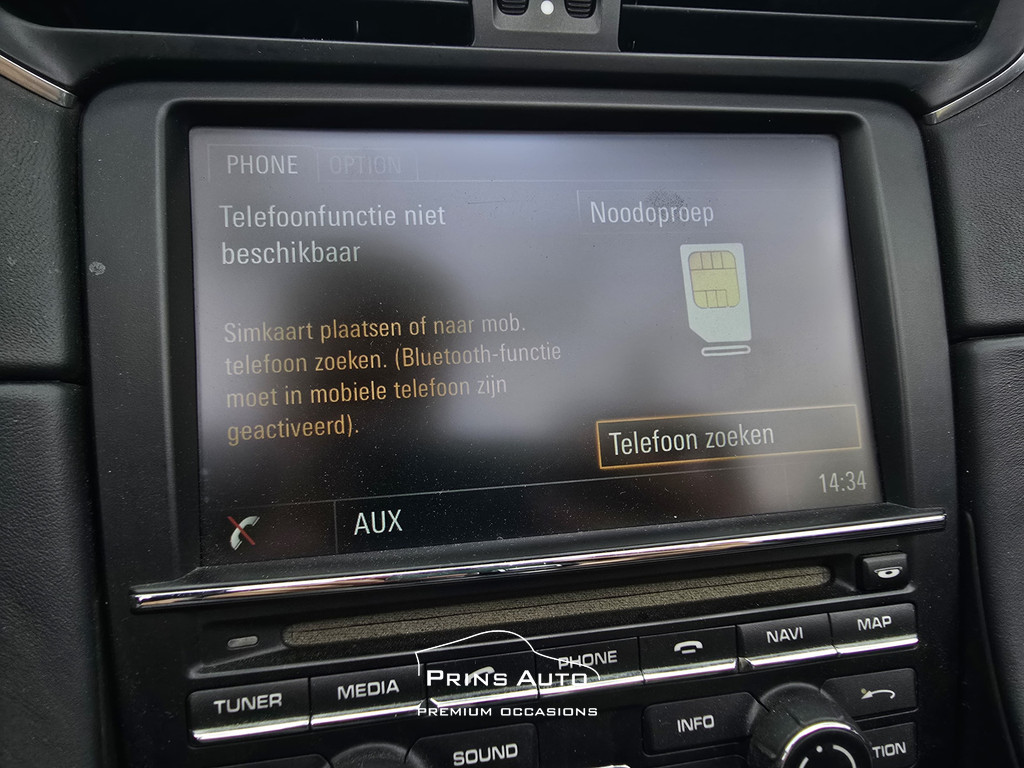 PHONE OPTION
Telefoonfunctie niet
beschikbaar
Noodoproep
Simkaart plaatsen of naar mob.
telefoon zoeken. (Bluetooth-functie
moet in mobiele telefoon zijn
geactiveerd).
Telefoon zoeken
14:34
AUX
TUNER MEDIA PHONE NAVI MAP
PRINS AUTO
PREMIUM OCCASIONS
SOUND INFO TION